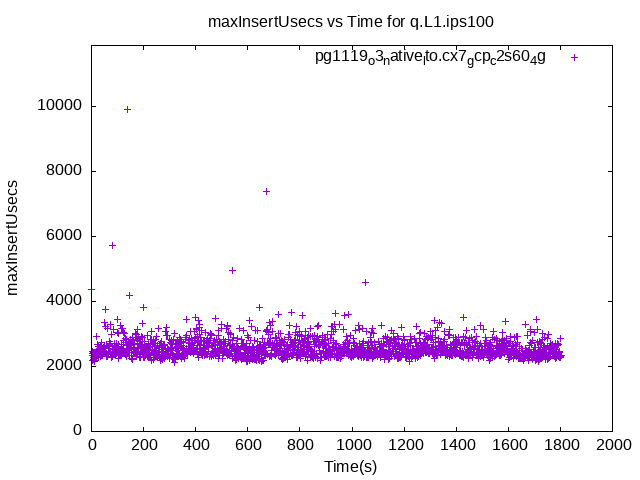 maxInsertUsecs vs Time for q.L1.ips100
pg1119o3native_lto.cx7gcpc2s604g
10000
8000
6000
4000
2000
0
maxInsertUsecs
0 200 400 600 800 1000 1200 1400 1600 1800 2000
Time(s)